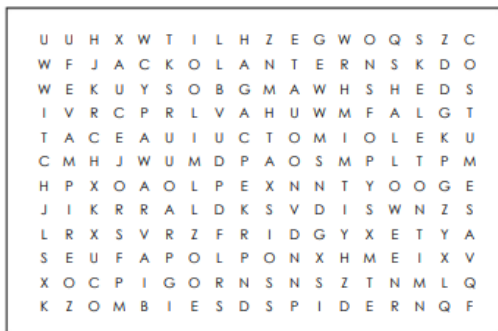 U U H X W T I L H Z E G W O Q S Z C
W F J A C K O L A N T E R N S K D O
W E K U Y S O B G M A W H S H E D S
I V R C P R L V A H U W M F A L G T
T A C E A U I U C T O M I O L E K U
C M H J W U M D P A O S M P L T P M
H P X O A O L P E X N N T Y O O G E
J I K R R A L D K S V D I S W N Z S
L R X S V R Z F R I D G Y X E T Y A
S E U F A P O L P O N X H M E I X V
X O C P I G O R N S N S Z T N M L Q
K Z O M B I E S D S P I D E R N Q F